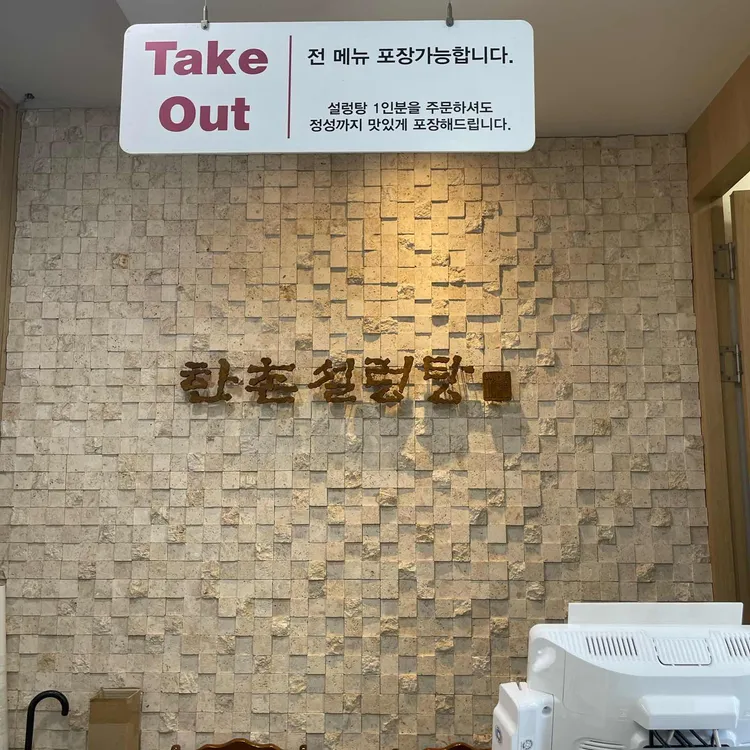 Take
Out
전 메뉴 포장가능합니다.
설렁탕 1인분을 주문하셔도
정성까지 맛있게 포장해드립니다.
한촌설렁탕